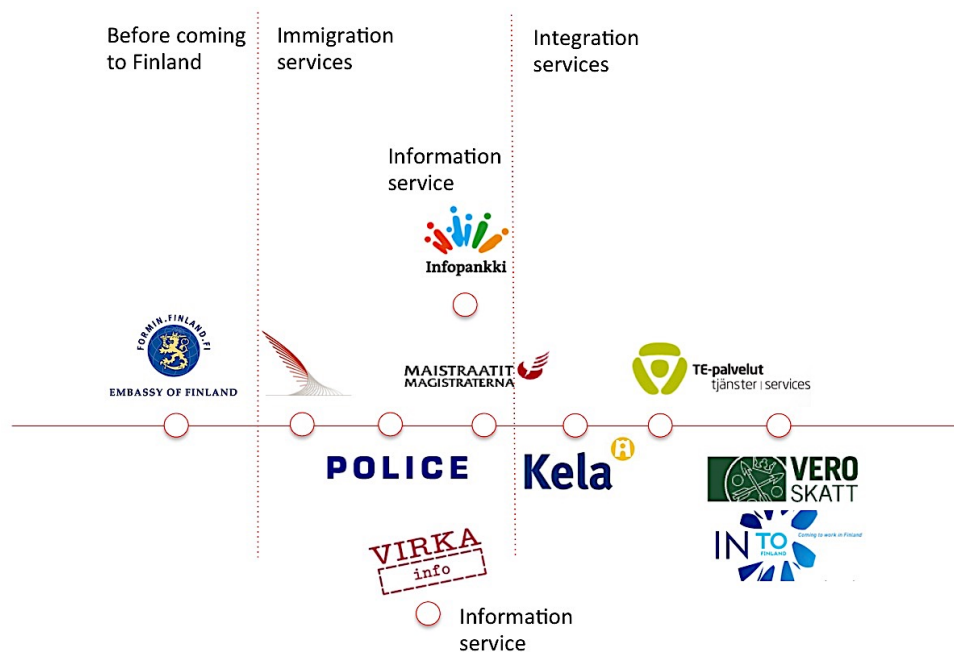 Before coming
to Finland
Immigration
services
Integration
services
Information
service
Infopankki
FORMIN.FINLAND.FI
EMBASSY OF FINLAND
MAISTRAATIT
MAGISTRATERNA
TE-palvelut
tjänster | services
POLICE
Kela
VERO
SKATT
INTO
FINLAND
Coming to work in Finland
VIRKA
info
Information
service